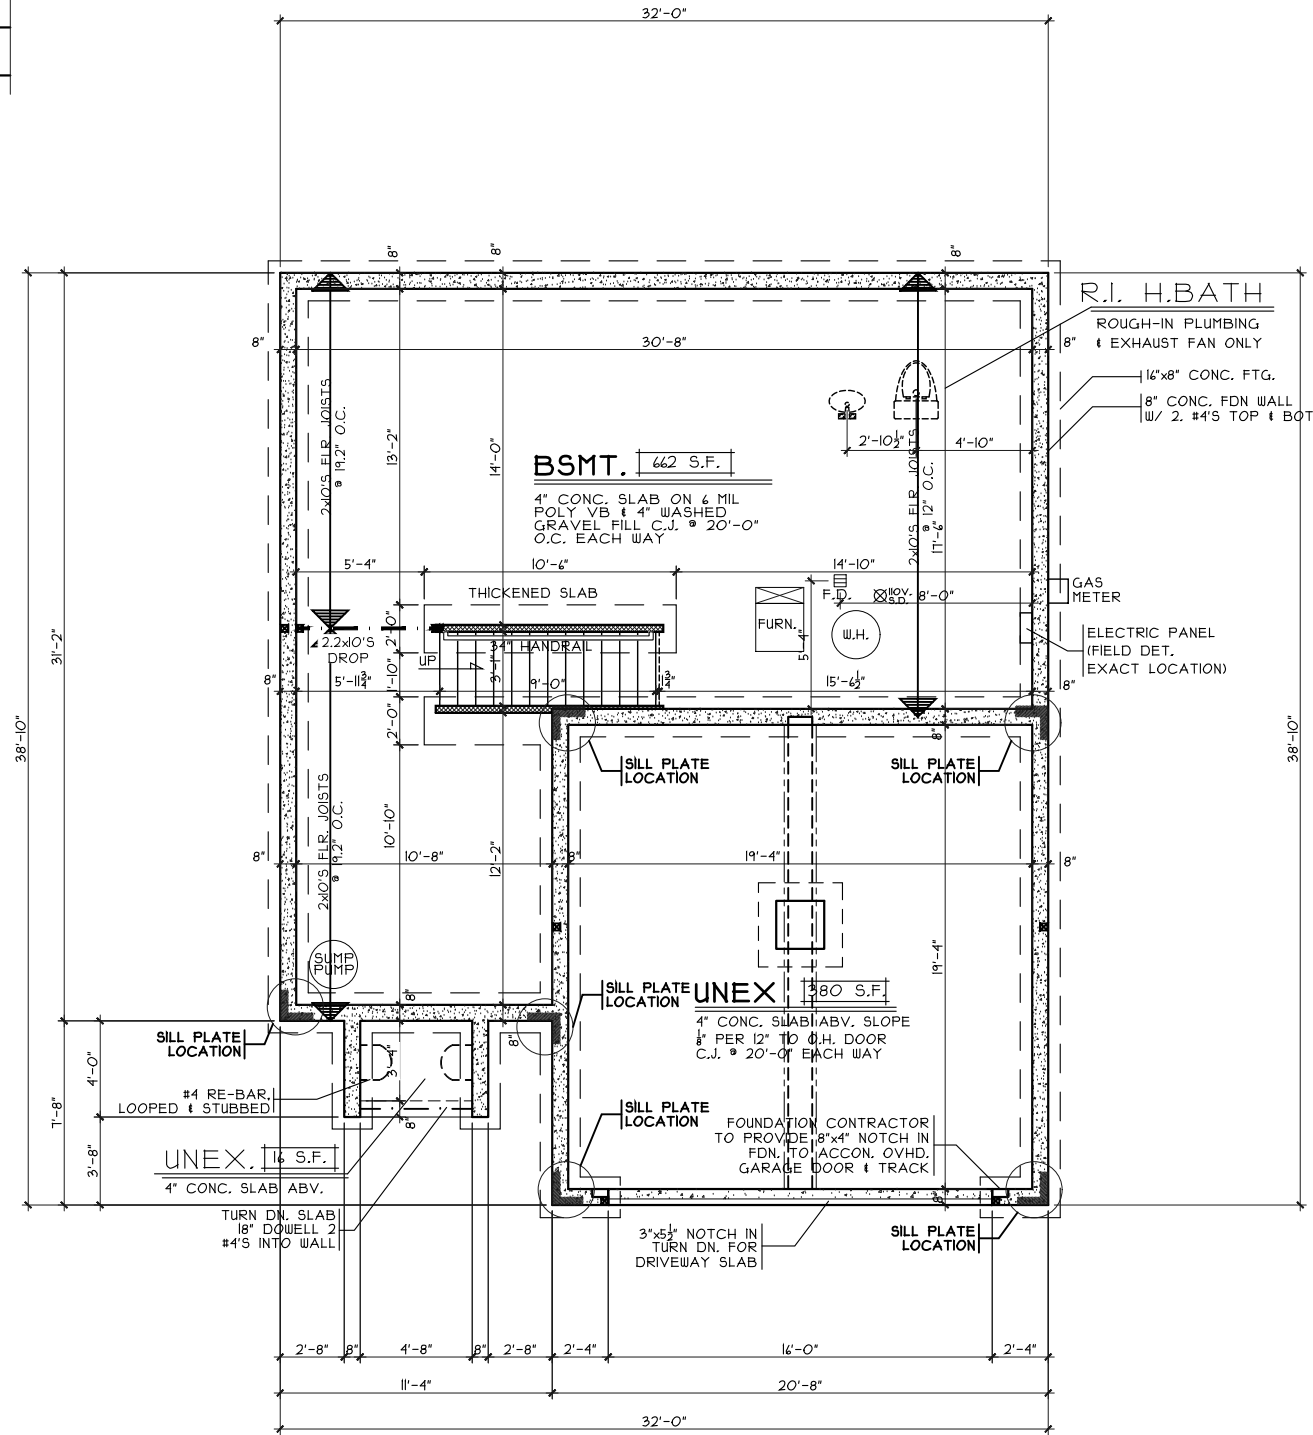 32'-0"
8"
8"
8"
R.I. H.BATH
ROUGH-IN PLUMBING
& EXHAUST FAN ONLY
8"
30'-8"
8"
16"x8" CONC. FTG.
8" CONC. FDN WALL
W/ 2. #4'S TOP & BOT
2x10'S FLR. JOISTS
@ 19.2" O.C.
13'-2"
14'-0"
2'-10½"
4'-10"
BSMT. 662 S.F.
4" CONC. SLAB ON 6 MIL
POLY VB & 4" WASHED
GRAVEL FILL C.J. @ 20'-0"
O.C. EACH WAY
2x10'S FLR. JOISTS
@ 12" O.C.
17'-6"
5'-4"
10'-6"
14'-10"
THICKENED SLAB
F.D.
110V.
S.D.
8'-0"
GAS
METER
FURN.
W.H.
5'-4"
ELECTRIC PANEL
(FIELD DET.
EXACT LOCATION)
2.2x10'S
DROP
2'-0"
34" HANDRAIL
UP
3'-1"
31'-2"
38'-10"
38'-10"
8"
5'-11¾"
1'-10"
9'-0"
15'-6½"
8"
2'-0"
8"
SILL PLATE
LOCATION
SILL PLATE
LOCATION
2x10'S FLR. JOISTS
@ 19.2" O.C.
10'-10"
12'-2"
8"
10'-8"
8"
19'-4"
8"
19'-4"
SUMP
PUMP
8"
SILL PLATE
LOCATION
UNEX 380 S.F.
4" CONC. SLAB ABV. SLOPE
⅛" PER 12" TO O.H. DOOR
C.J. @ 20'-0" EACH WAY
SILL PLATE
LOCATION
8"
4'-0"
3'-4"
#4 RE-BAR,
LOOPED & STUBBED
8"
7'-8"
3'-8"
SILL PLATE
LOCATION
FOUNDATION CONTRACTOR
TO PROVIDE 8"x4" NOTCH IN
FDN. TO ACCON. OVHD.
GARAGE DOOR & TRACK
UNEX. 16 S.F.
4" CONC. SLAB ABV.
8"
TURN DN. SLAB
18" DOWELL 2
#4'S INTO WALL
3"x5½" NOTCH IN
TURN DN. FOR
DRIVEWAY SLAB
SILL PLATE
LOCATION
2'-8"
8"
4'-8"
8"
2'-8"
2'-4"
16'-0"
2'-4"
11'-4"
20'-8"
32'-0"